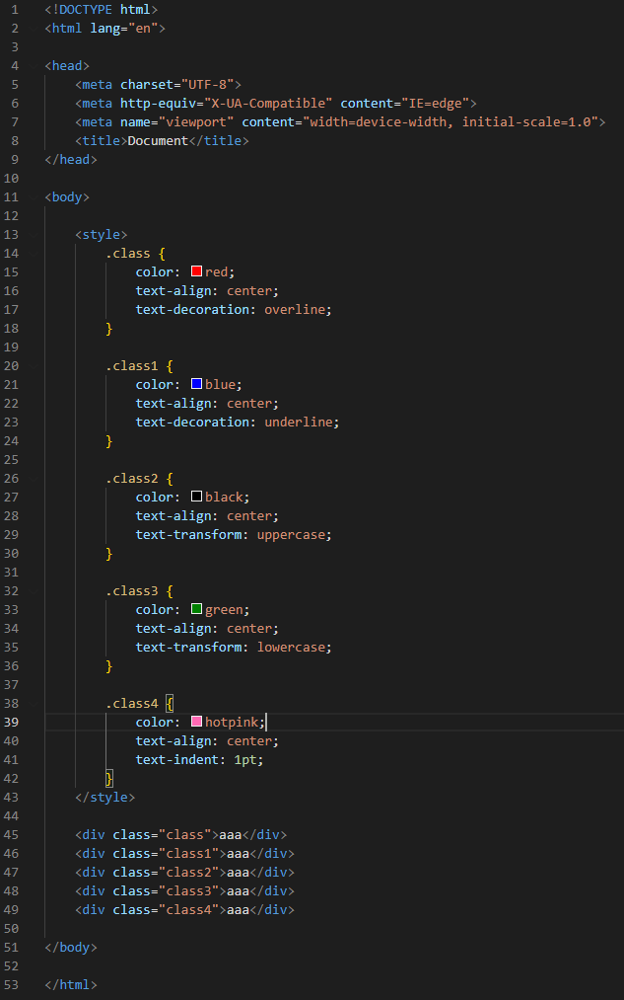 1 <!DOCTYPE html>
2 <html lang="en">
3
4 <head>
5     <meta charset="UTF-8">
6     <meta http-equiv="X-UA-Compatible" content="IE=edge">
7     <meta name="viewport" content="width=device-width, initial-scale=1.0">
8     <title>Document</title>
9 </head>
10
11 <body>
12
13     <style>
14         .class {
15             color: red;
16             text-align: center;
17             text-decoration: overline;
18         }
19
20         .class1 {
21             color: blue;
22             text-align: center;
23             text-decoration: underline;
24         }
25
26         .class2 {
27             color: black;
28             text-align: center;
29             text-transform: uppercase;
30         }
31
32         .class3 {
33             color: green;
34             text-align: center;
35             text-transform: lowercase;
36         }
37
38         .class4 {
39             color: hotpink;
40             text-align: center;
41             text-indent: 1pt;
42         }
43     </style>
44
45     <div class="class">aaa</div>
46     <div class="class1">aaa</div>
47     <div class="class2">aaa</div>
48     <div class="class3">aaa</div>
49     <div class="class4">aaa</div>
50
51 </body>
52
53 </html>